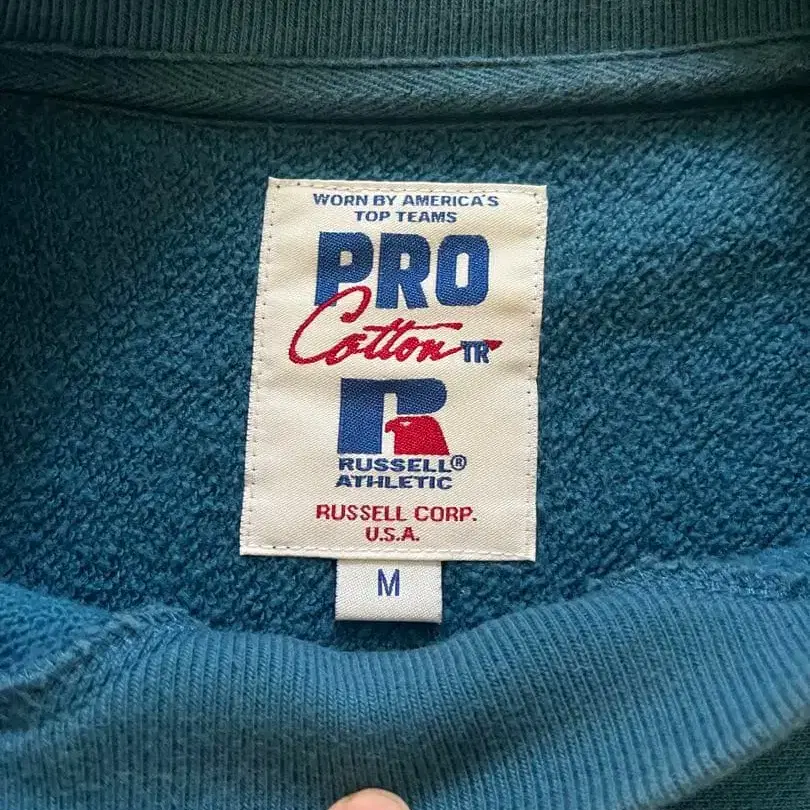 WORN BY AMERICA'S
TOP TEAMS
PRO
Cotton TR
RUSSELL®
ATHLETIC
RUSSELL CORP.
U.S.A.
M